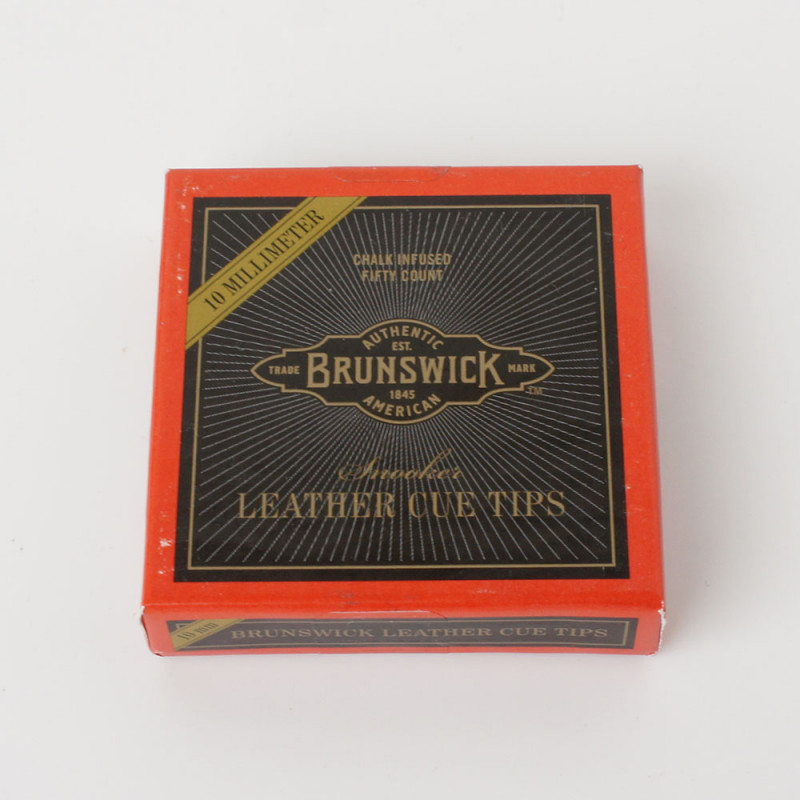 10 MILLIMETER
CHALK INFUSED
FIFTY COUNT
AUTHENTIC
EST.
TRADE BRUNSWICK MARK
1845
AMERICAN
TM
Snooker
LEATHER CUE TIPS
10 mm BRUNSWICK LEATHER CUE TIPS